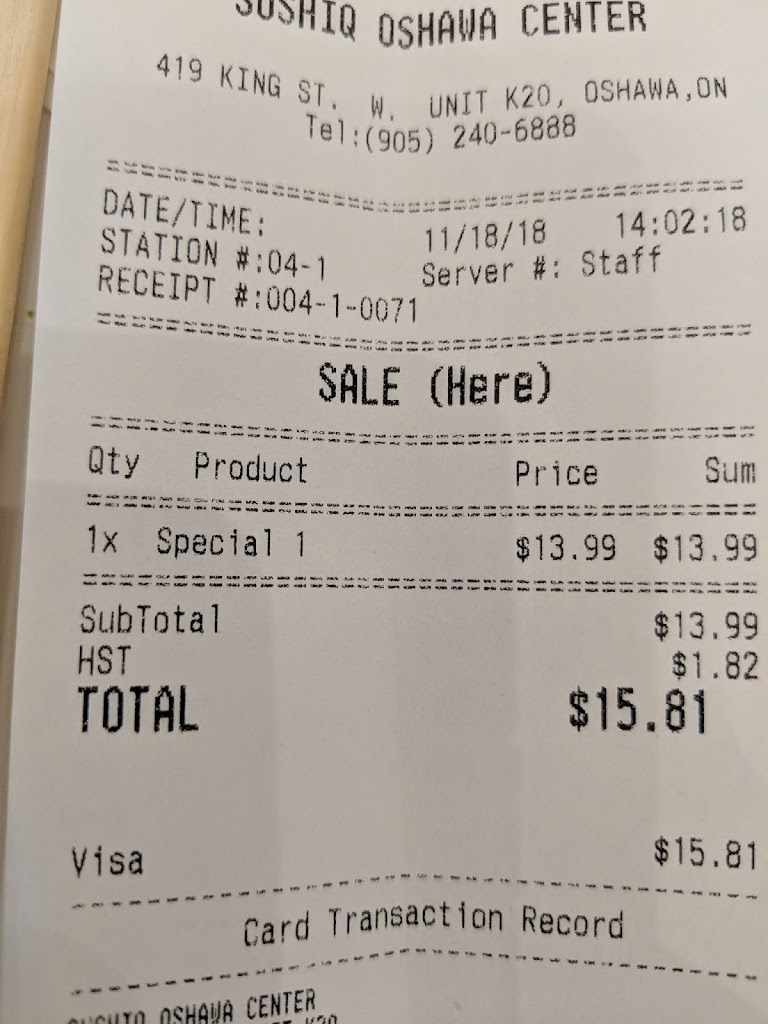 SUSHIQ OSHAWA CENTER
419 KING ST. W. UNIT K20, OSHAWA,ON
Tel:(905) 240-6888
DATE/TIME: 11/18/18 14:02:18
STATION #:04-1 Server #: Staff
RECEIPT #:004-1-0071
SALE (Here)
Qty Product Price Sum
1x Special 1 $13.99 $13.99
SubTotal $13.99
HST $1.82
TOTAL $15.81
Visa $15.81
Card Transaction Record
SUSHIQ OSHAWA CENTER
K20